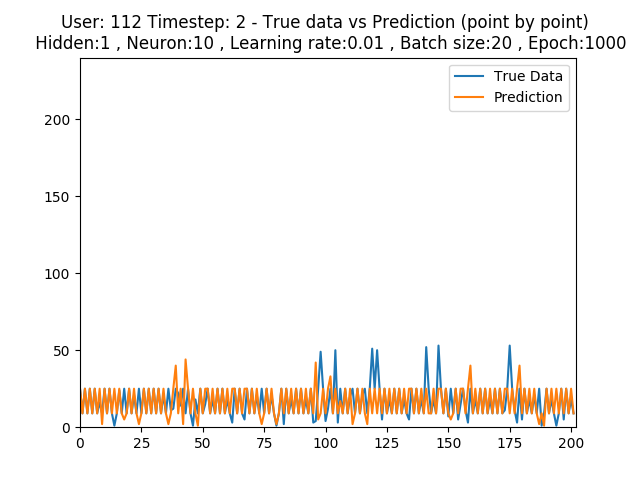 User: 112 Timestep: 2 - True data vs Prediction (point by point)
Hidden:1 , Neuron:10 , Learning rate:0.01 , Batch size:20 , Epoch:1000
True Data
Prediction
200
150
100
50
0
0 25 50 75 100 125 150 175 200